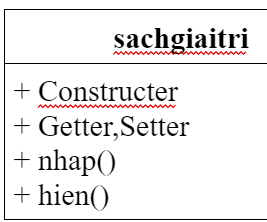 sachgiaitri
+ Constructer
+ Getter,Setter
+ nhap()
+ hien()